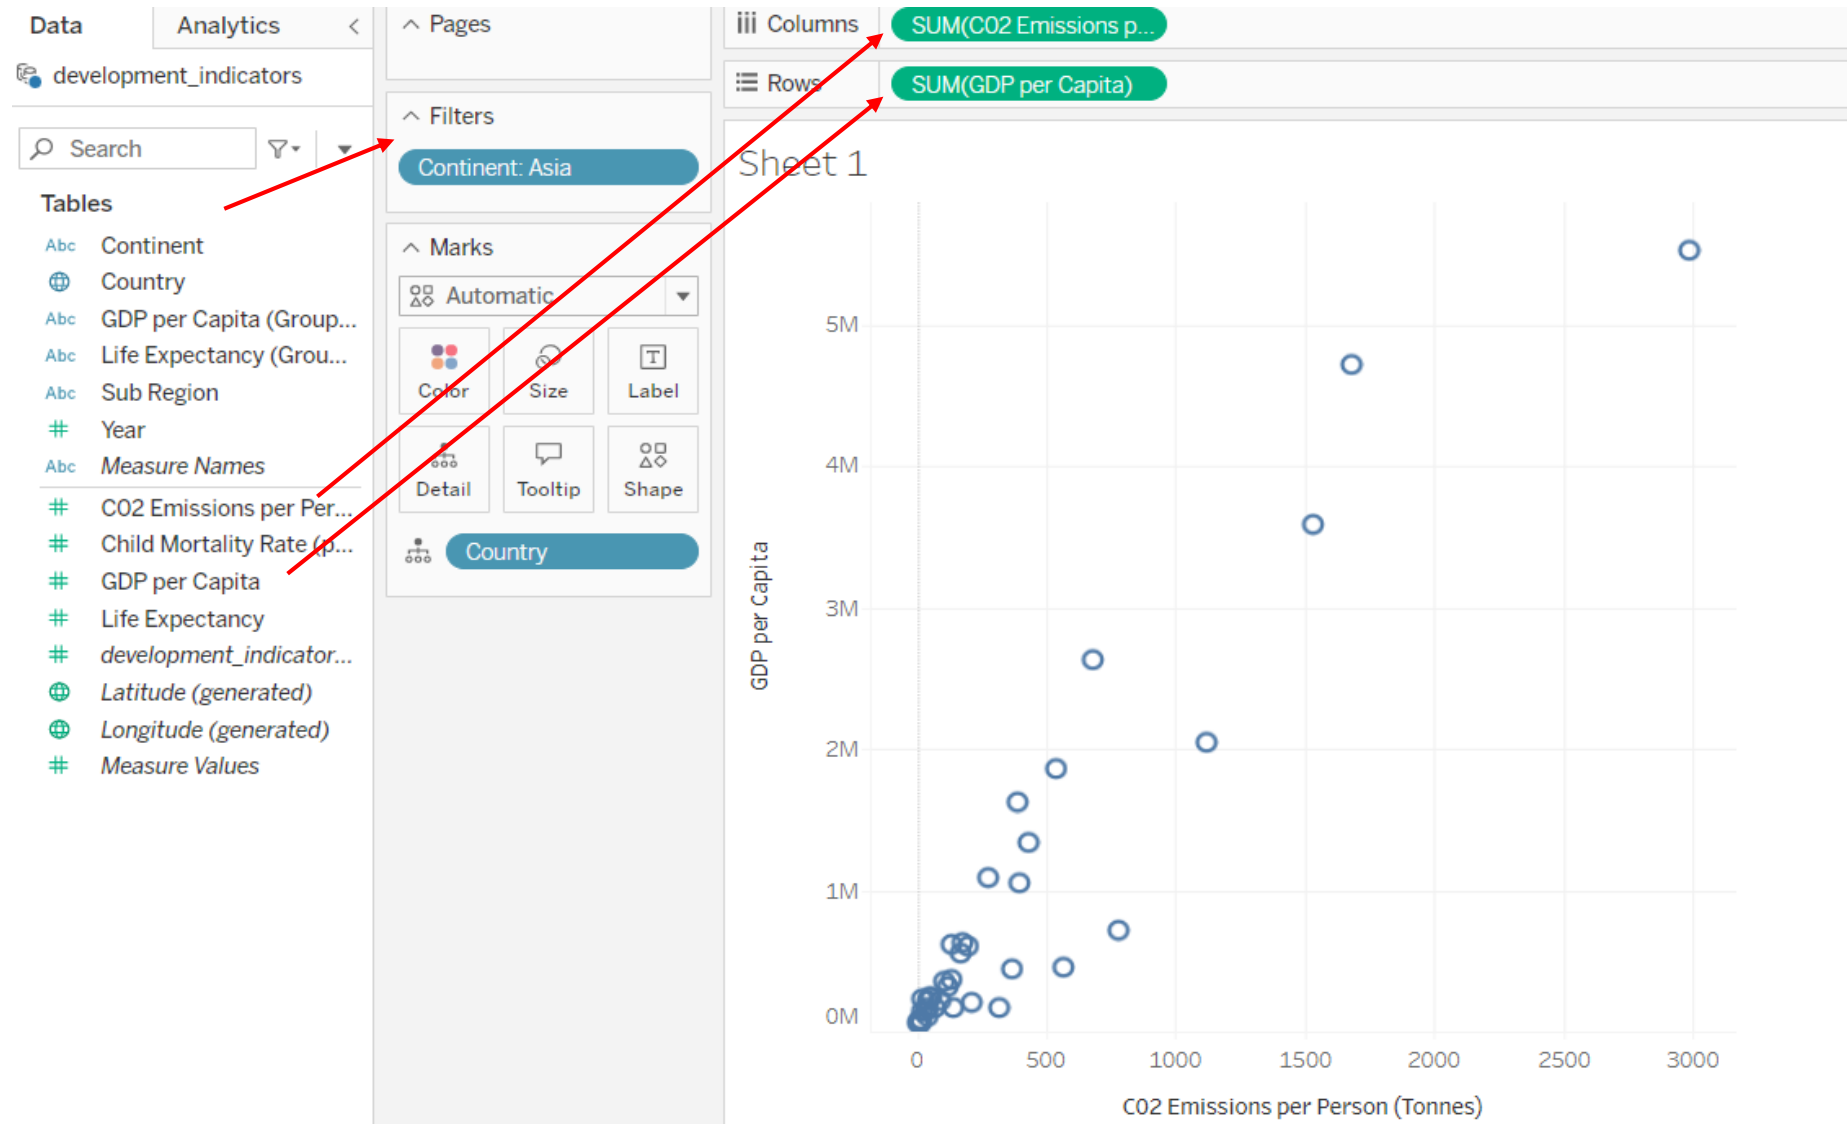 Data
Analytics
development_indicators
Search
Tables
Abc Continent
Country
Abc GDP per Capita (Group...
Abc Life Expectancy (Grou...
Abc Sub Region
Year
Abc Measure Names
C02 Emissions per Per...
Child Mortality Rate (p...
GDP per Capita
Life Expectancy
development_indicator...
Latitude (generated)
Longitude (generated)
Measure Values
Pages
Filters
Continent: Asia
Marks
Automatic
Color Size Label
Detail Tooltip Shape
Country
Columns SUM(C02 Emissions p...
Rows SUM(GDP per Capita)
Sheet 1
GDP per Capita
5M
4M
3M
2M
1M
0M
0 500 1000 1500 2000 2500 3000
C02 Emissions per Person (Tonnes)